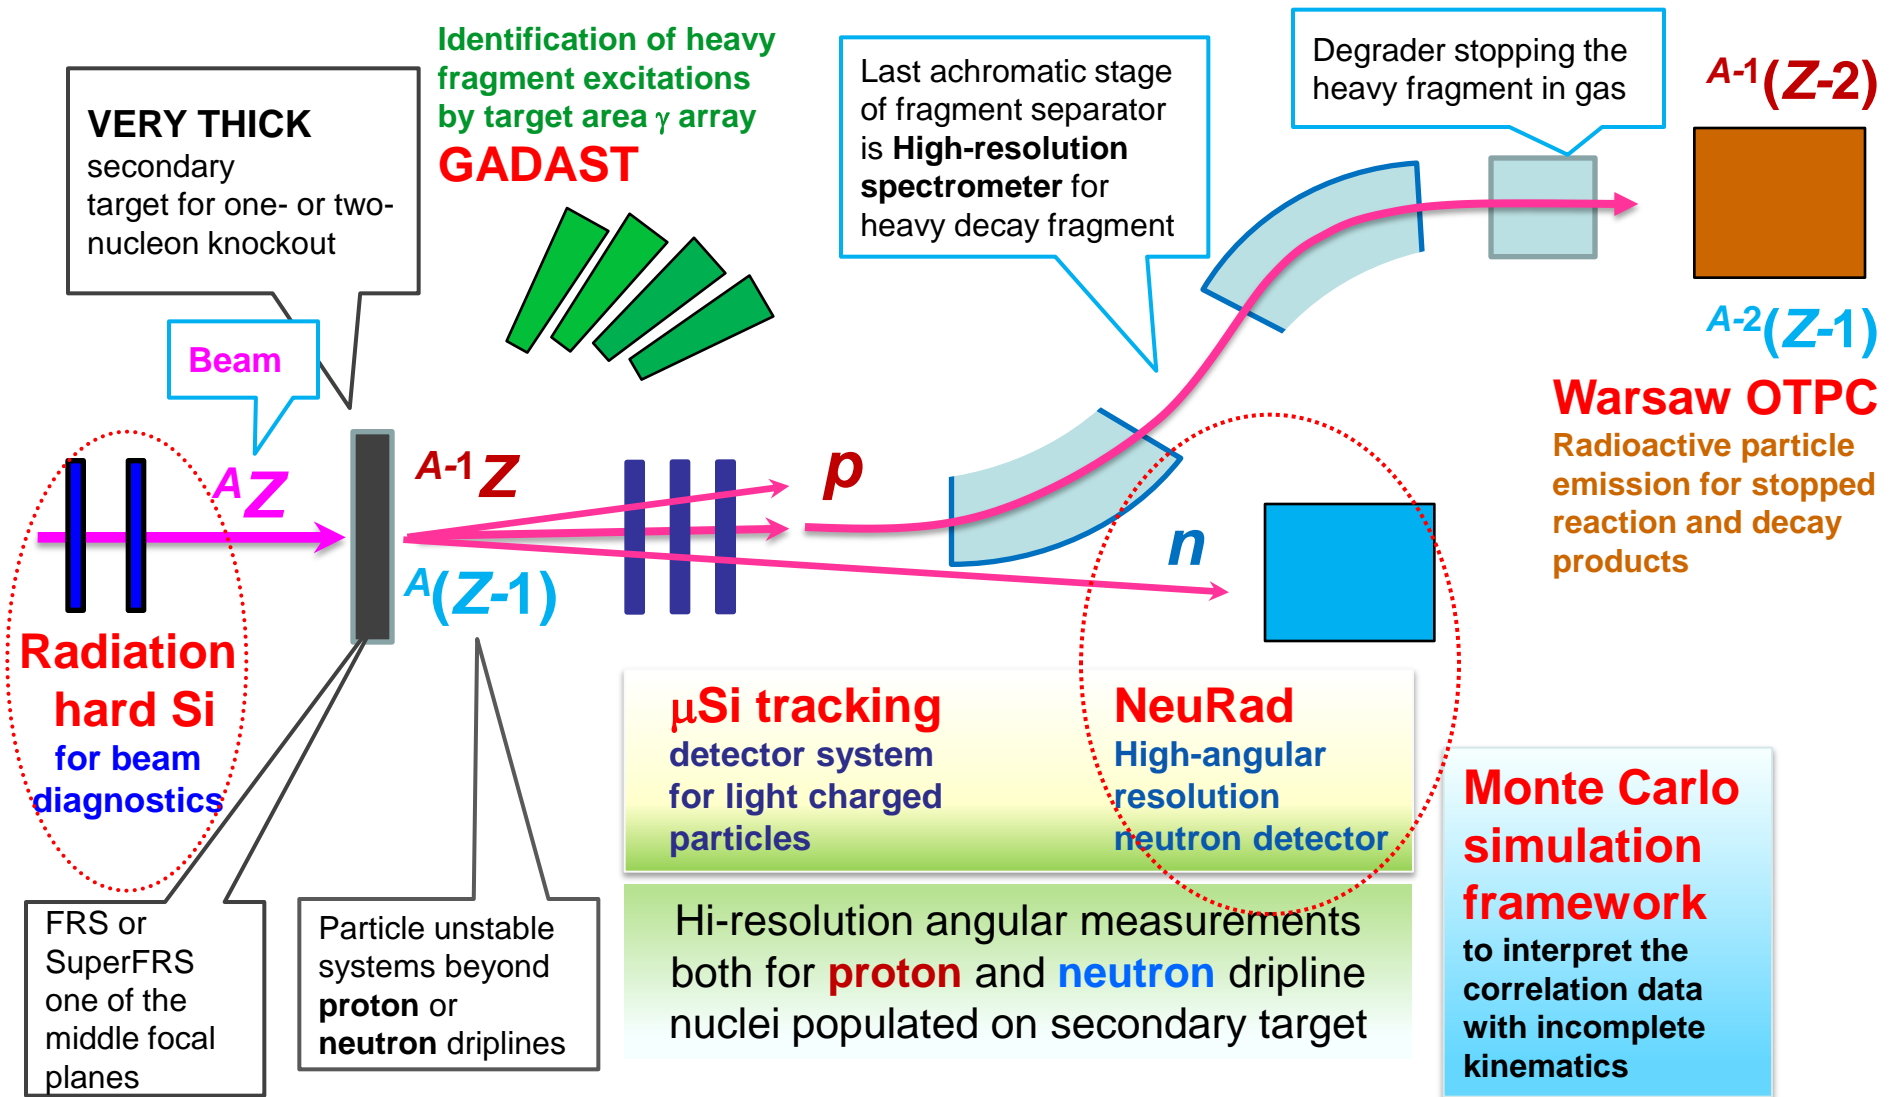 Identification of heavy
fragment excitations
by target area γ array
GADAST
VERY THICK
secondary
target for one- or two-
nucleon knockout
Last achromatic stage
of fragment separator
is High-resolution
spectrometer for
heavy decay fragment
Degrader stopping the
heavy fragment in gas
A-1(Z-2)
A-2(Z-1)
Warsaw OTPC
Radioactive particle
emission for stopped
reaction and decay
products
Beam
AZ
A-1Z
A(Z-1)
p
n
Radiation
hard Si
for beam
diagnostics
μSi tracking
detector system
for light charged
particles
NeuRad
High-angular
resolution
neutron detector
Monte Carlo
simulation
framework
to interpret the
correlation data
with incomplete
kinematics
FRS or
SuperFRS
one of the
middle focal
planes
Particle unstable
systems beyond
proton or
neutron driplines
Hi-resolution angular measurements
both for proton and neutron dripline
nuclei populated on secondary target